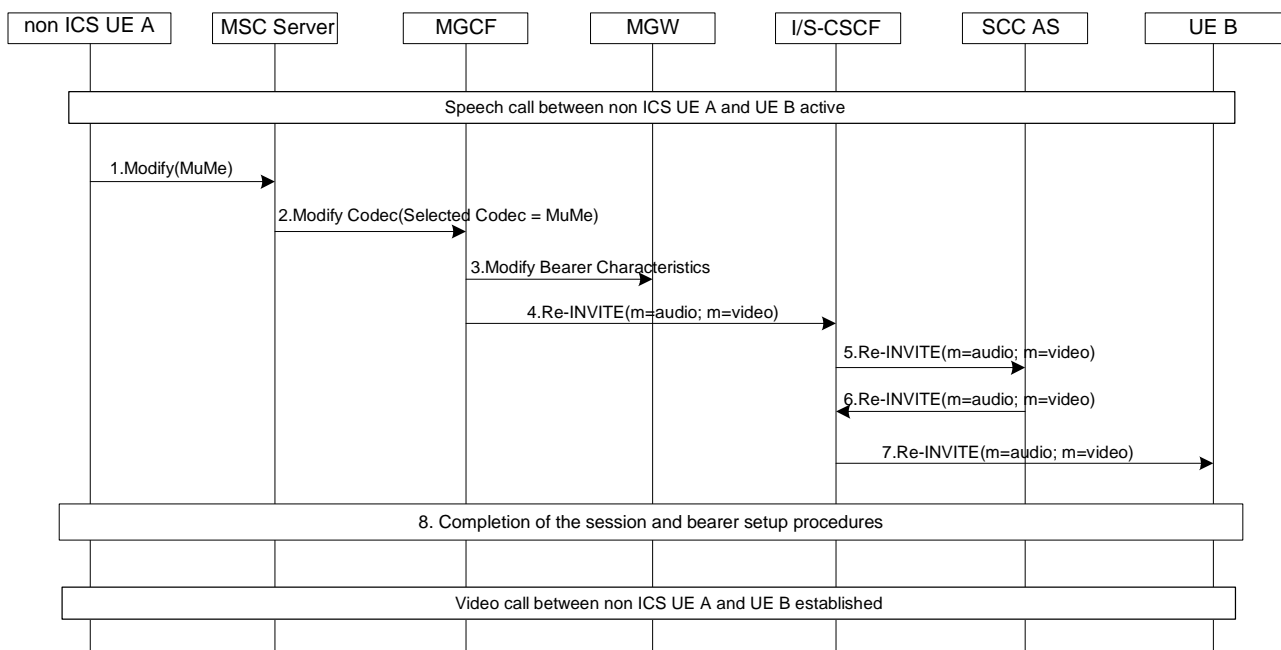 non ICS UE A
MSC Server
MGCF
MGW
I/S-CSCF
SCC AS
UE B
Speech call between non ICS UE A and UE B active
1.Modify(MuMe)
2.Modify Codec(Selected Codec = MuMe)
3.Modify Bearer Characteristics
4.Re-INVITE(m=audio; m=video)
5.Re-INVITE(m=audio; m=video)
6.Re-INVITE(m=audio; m=video)
7.Re-INVITE(m=audio; m=video)
8. Completion of the session and bearer setup procedures
Video call between non ICS UE A and UE B established